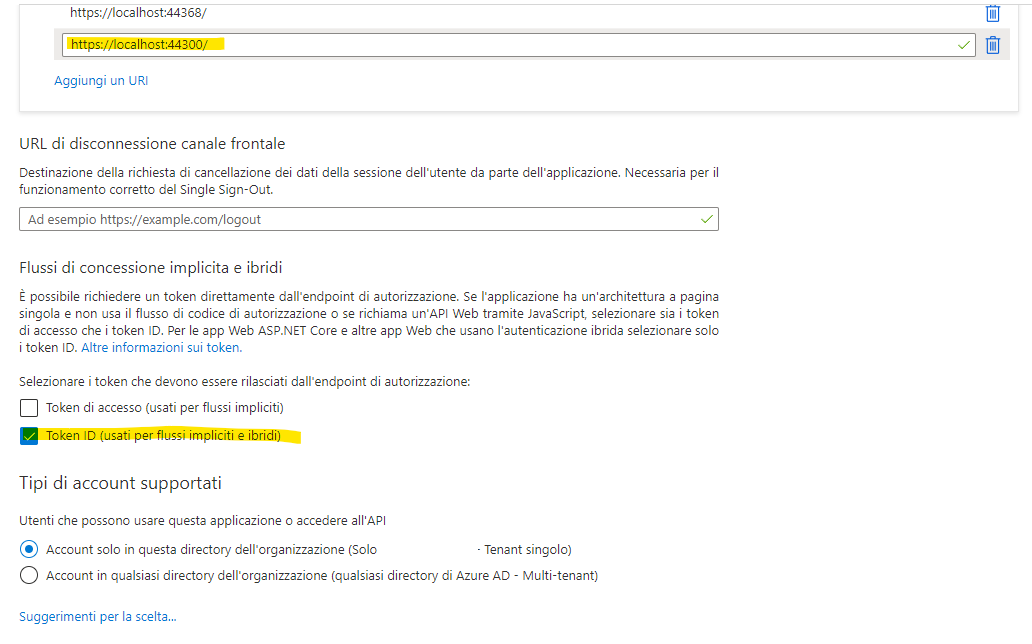 https://localhost:44368/
https://localhost:44300/
Aggiungi un URI
URL di disconnessione canale frontale
Destinazione della richiesta di cancellazione dei dati della sessione dell'utente da parte dell'applicazione. Necessaria per il
funzionamento corretto del Single Sign-Out.
Ad esempio https://example.com/logout
Flussi di concessione implicita e ibridi
È possibile richiedere un token direttamente dall'endpoint di autorizzazione. Se l'applicazione ha un'architettura a pagina
singola e non usa il flusso di codice di autorizzazione o se richiama un'API Web tramite JavaScript, selezionare sia i token
di accesso che i token ID. Per le app Web ASP.NET Core e altre app Web che usano l'autenticazione ibrida selezionare solo
i token ID. Altre informazioni sui token.
Selezionare i token che devono essere rilasciati dall'endpoint di autorizzazione:
Token di accesso (usati per flussi impliciti)
Token ID (usati per flussi impliciti e ibridi)
Tipi di account supportati
Utenti che possono usare questa applicazione o accedere all'API
Account solo in questa directory dell'organizzazione (Solo - Tenant singolo)
Account in qualsiasi directory dell'organizzazione (qualsiasi directory di Azure AD - Multi-tenant)
Suggerimenti per la scelta...